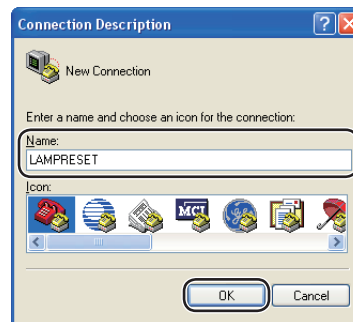 Connection Description
New Connection
Enter a name and choose an icon for the connection:
Name:
LAMPRESET
Icon:
MCI
OK Cancel